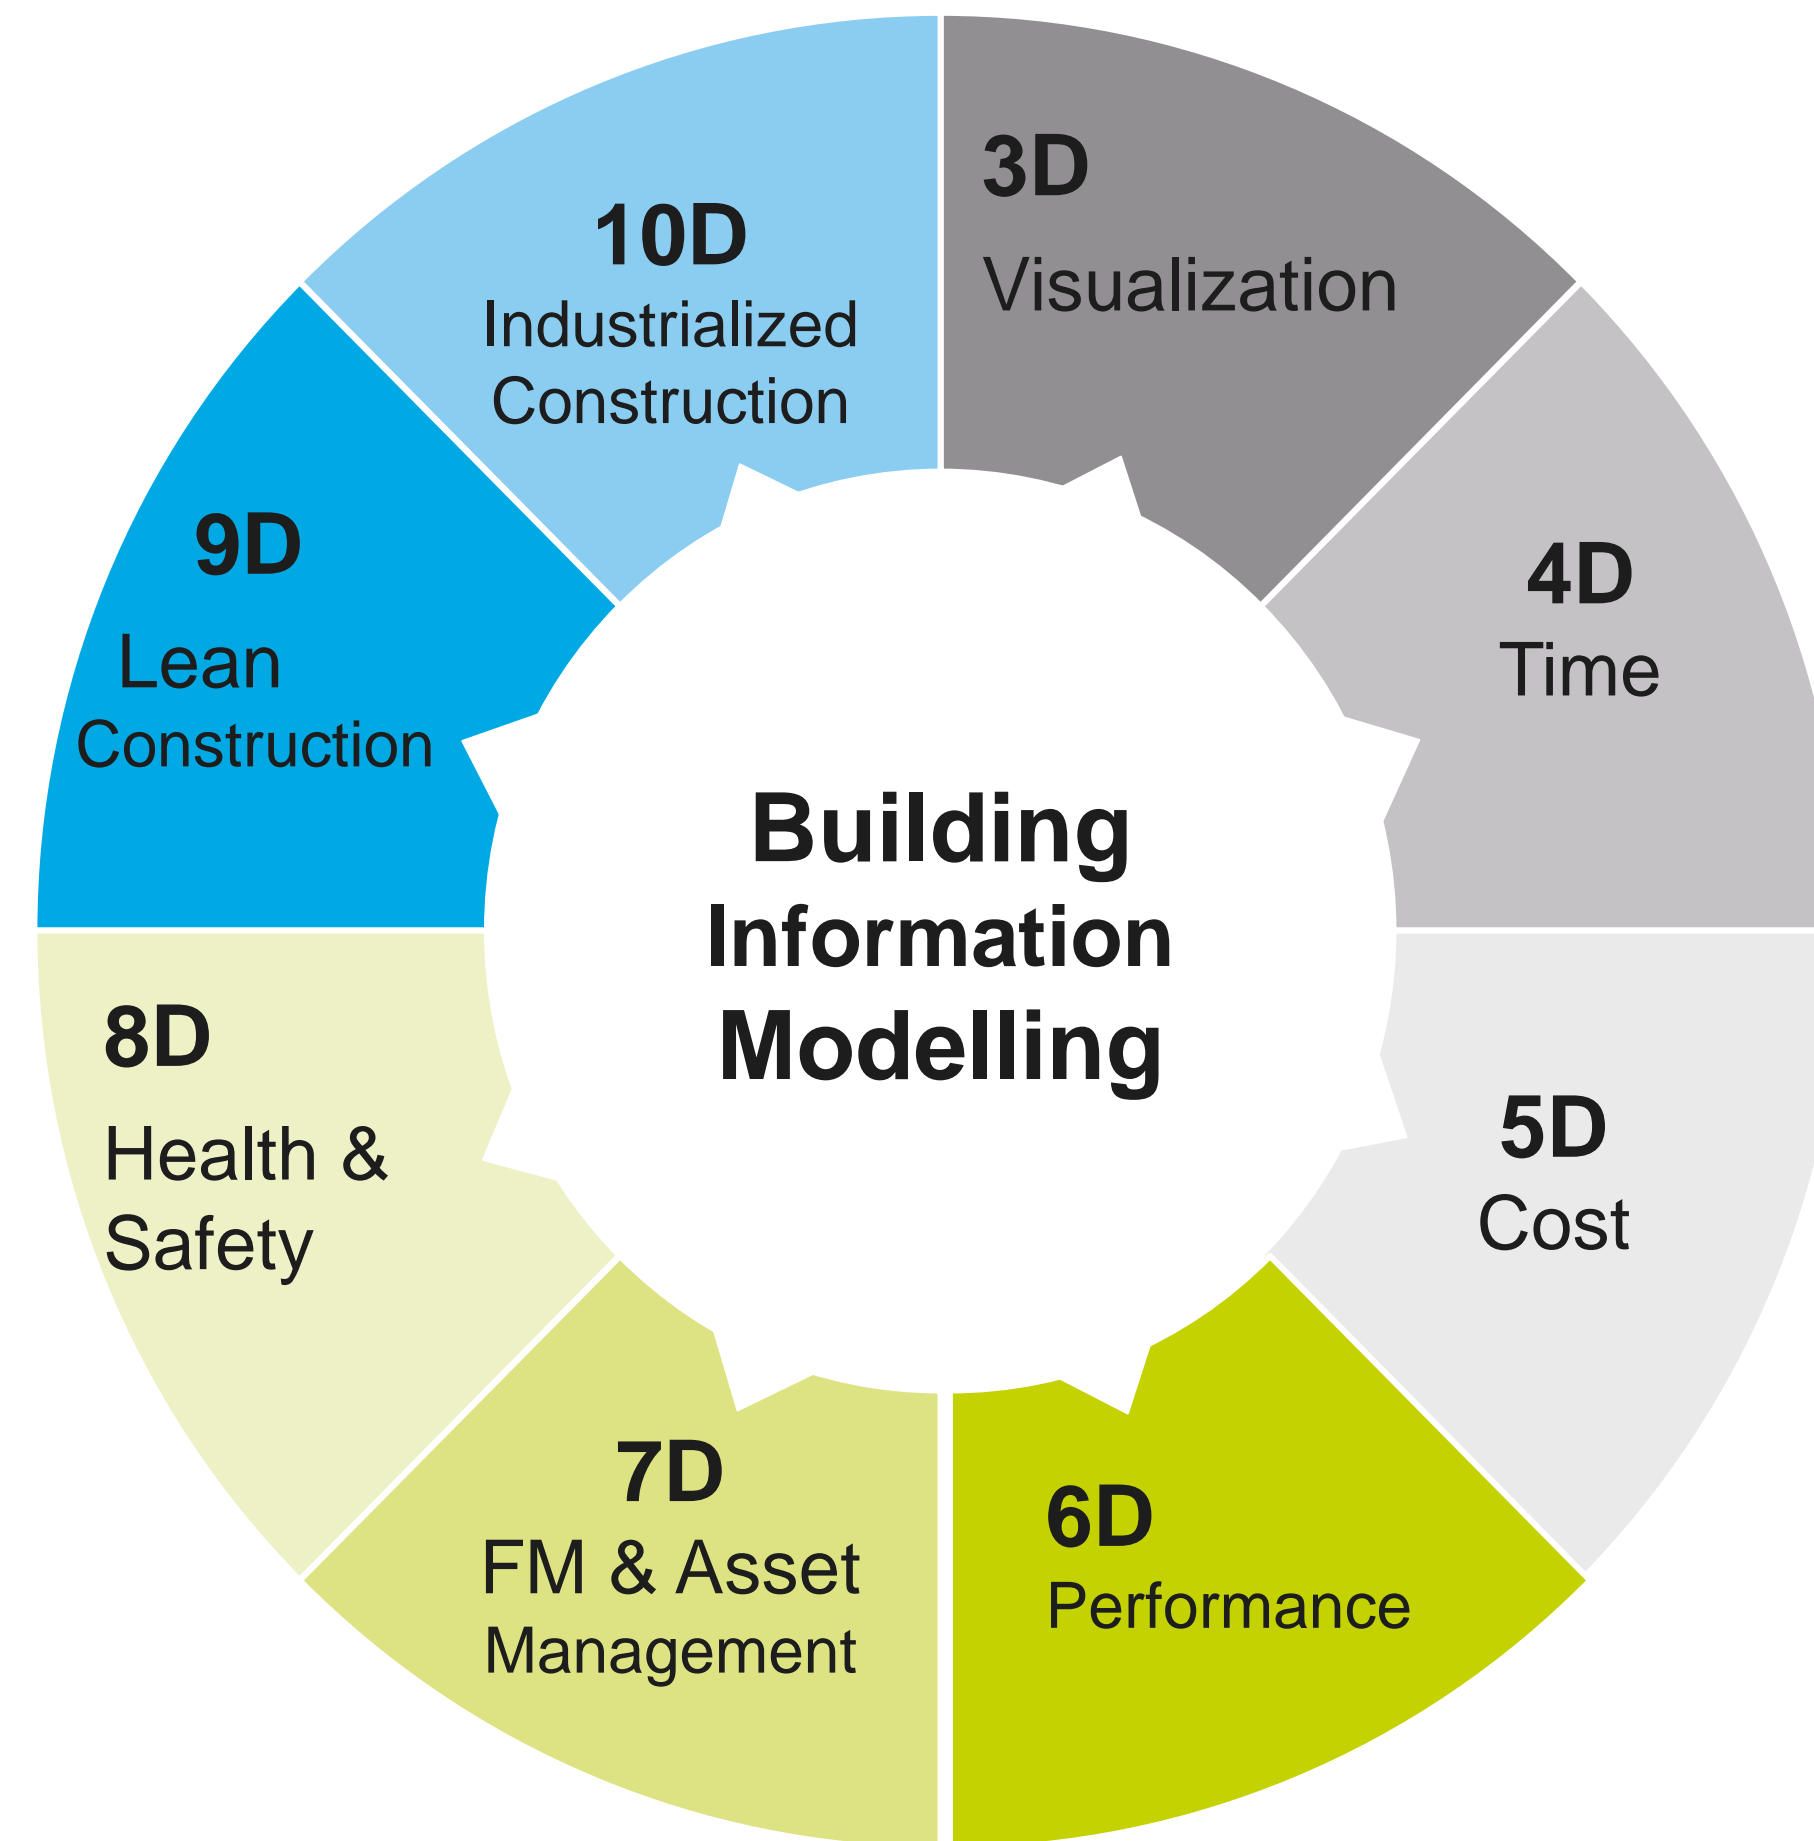 3D
Visualization
4D
Time
5D
Cost
6D
Performance
7D
FM & Asset
Management
8D
Health &
Safety
9D
Lean
Construction
10D
Industrialized
Construction
Building
Information
Modelling